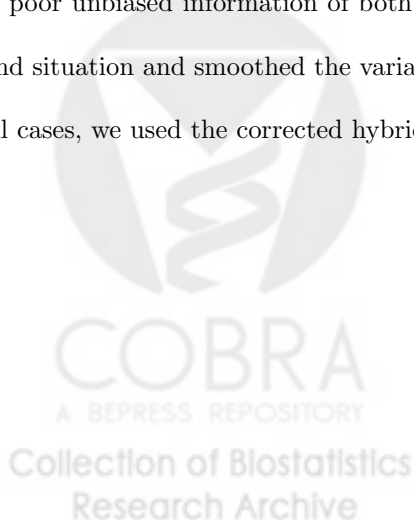 poor unbiased information of both
nd situation and smoothed the varia
l cases, we used the corrected hybri
COBRA
A BEPRESS REPOSITORY
Collection of Biostatistics
Research Archive